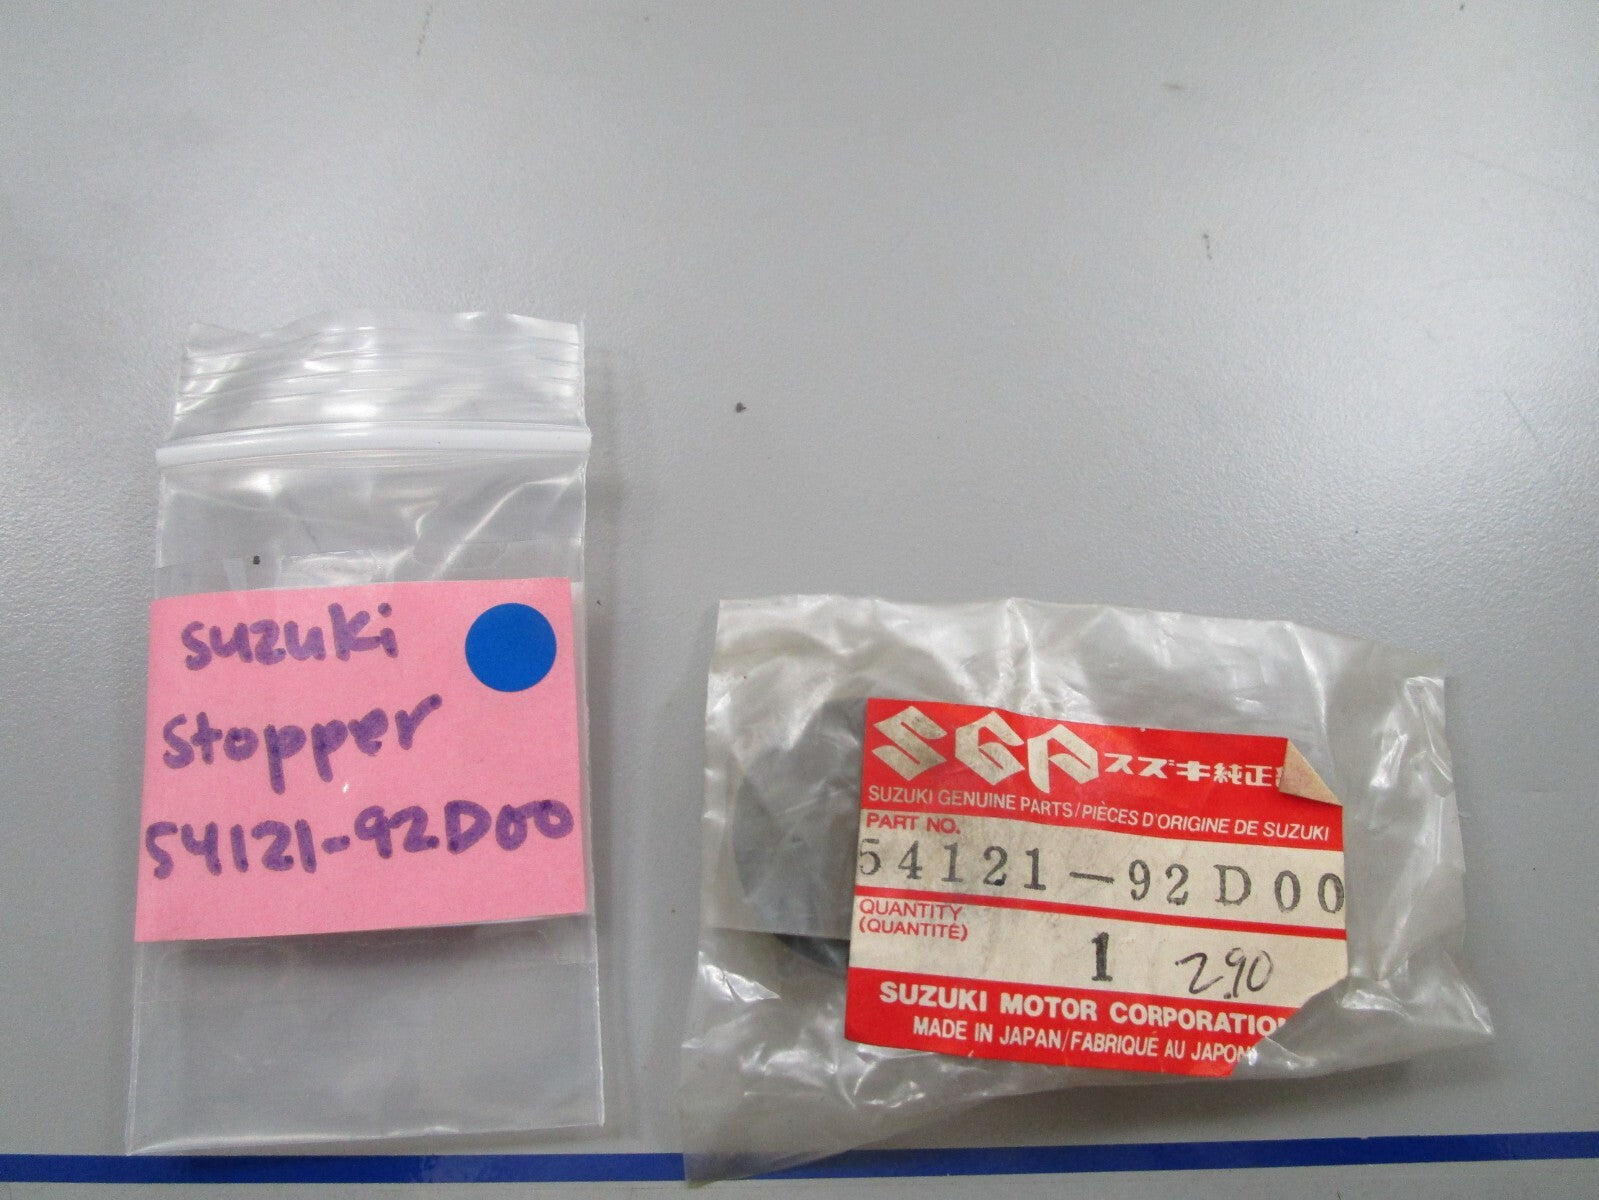 suzuki
stopper
54121-92D00
SGP スズキ純正
SUZUKI GENUINE PARTS/PIÈCES D'ORIGINE DE SUZUKI
PART NO.
54121-92D00
QUANTITY
(QUANTITÉ)
1 2.90
SUZUKI MOTOR CORPORATION
MADE IN JAPAN/FABRIQUÉ AU JAPON